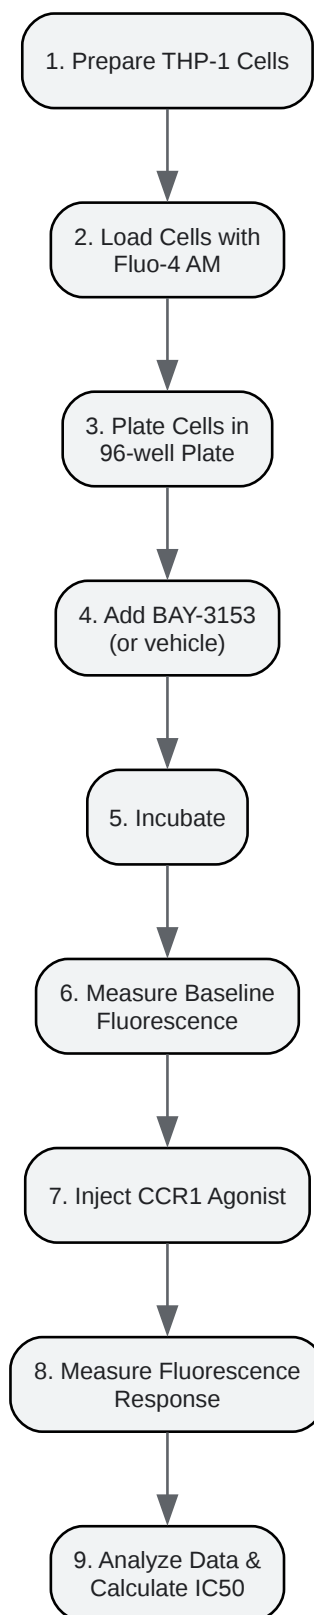 1. Prepare THP-1 Cells
2. Load Cells with
Fluo-4 AM
3. Plate Cells in
96-well Plate
4. Add BAY-3153
(or vehicle)
5. Incubate
6. Measure Baseline
Fluorescence
7. Inject CCR1 Agonist
8. Measure Fluorescence
Response
9. Analyze Data &
Calculate IC50